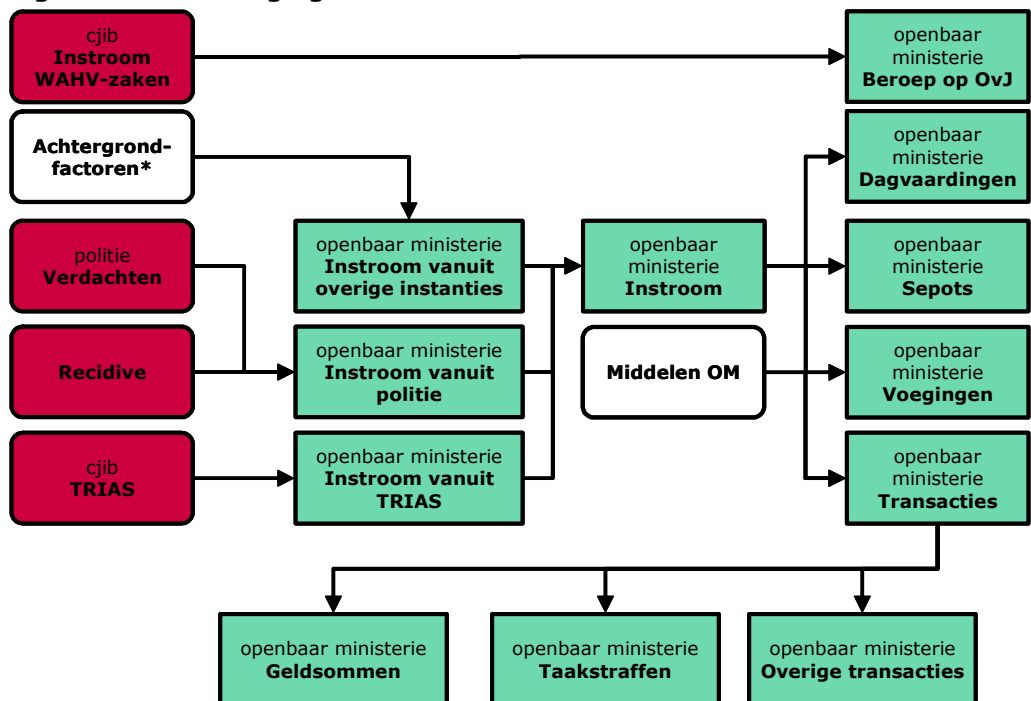 cjib
Instroom
WAHV-zaken
openbaar
ministerie
Beroep op OvJ
Achtergrond-
factoren*
openbaar
ministerie
Dagvaardingen
politie
Verdachten
openbaar ministerie
Instroom vanuit
overige instanties
openbaar
ministerie
Instroom
openbaar
ministerie
Sepots
Recidive
openbaar ministerie
Instroom vanuit
politie
Middelen OM
openbaar
ministerie
Voegingen
cjib
TRIAS
openbaar ministerie
Instroom vanuit
TRIAS
openbaar
ministerie
Transacties
openbaar ministerie
Geldsommen
openbaar ministerie
Taakstraffen
openbaar ministerie
Overige transacties